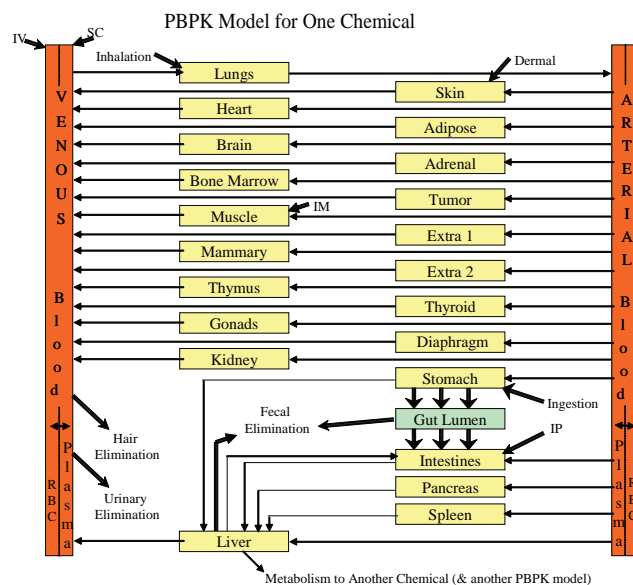 PBPK Model for One Chemical
IV
SC
Inhalation
Lungs
Dermal
Skin
Heart
Adipose
Brain
Adrenal
Bone Marrow
Tumor
IM
Muscle
Extra 1
Mammary
Extra 2
Thymus
Thyroid
Gonads
Diaphragm
Kidney
Stomach
Ingestion
Fecal
Elimination
Gut Lumen
IP
Hair
Elimination
Intestines
Urinary
Elimination
Pancreas
Spleen
Liver
Metabolism to Another Chemical (& another PBPK model)
VENOUS Blood
RBC
Plasma
ARTERIAL Blood
Plasma
RBC